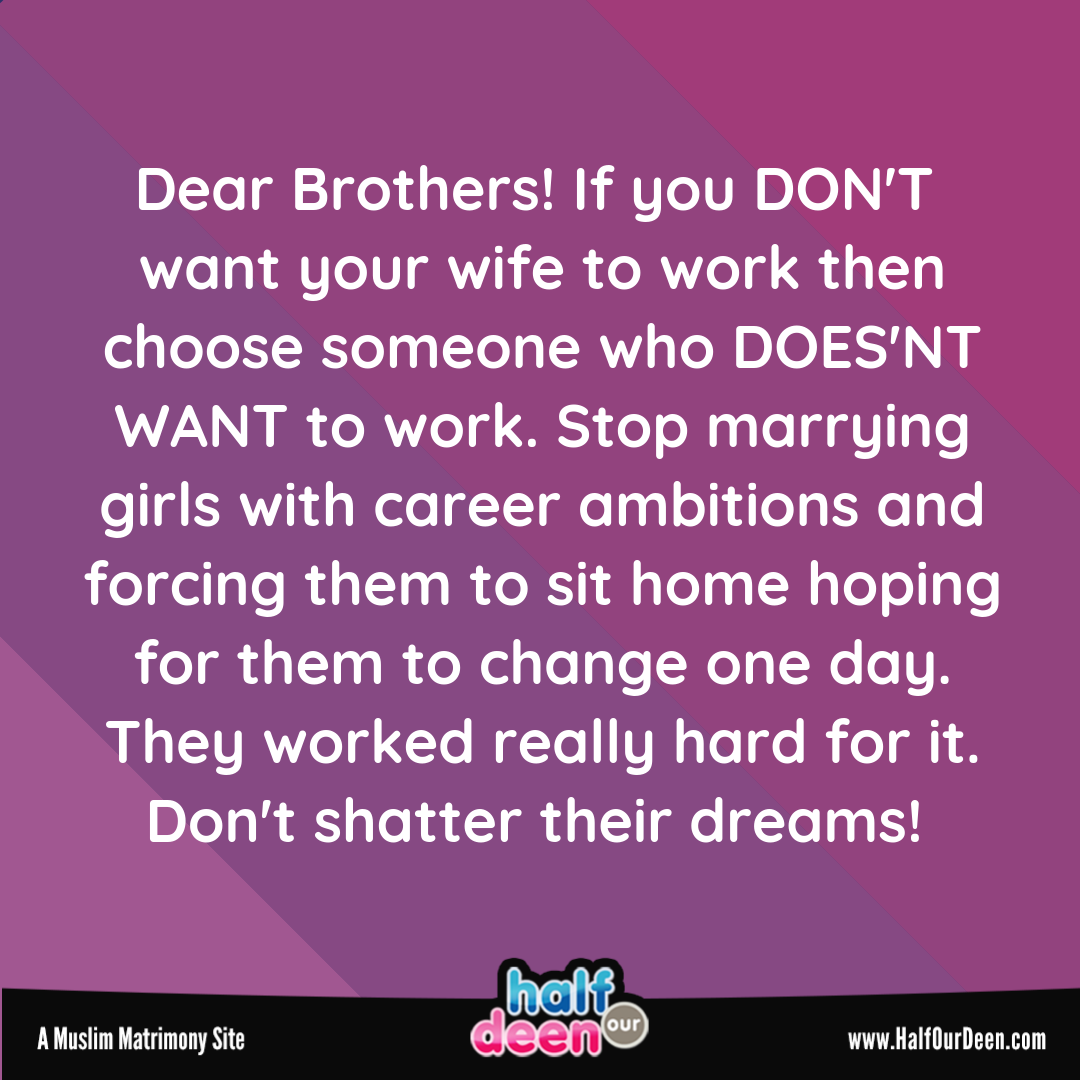 Dear Brothers! If you DON'T
want your wife to work then
choose someone who DOES'NT
WANT to work. Stop marrying
girls with career ambitions and
forcing them to sit home hoping
for them to change one day.
They worked really hard for it.
Don't shatter their dreams!
half
deen our
A Muslim Matrimony Site
www.HalfOurDeen.com